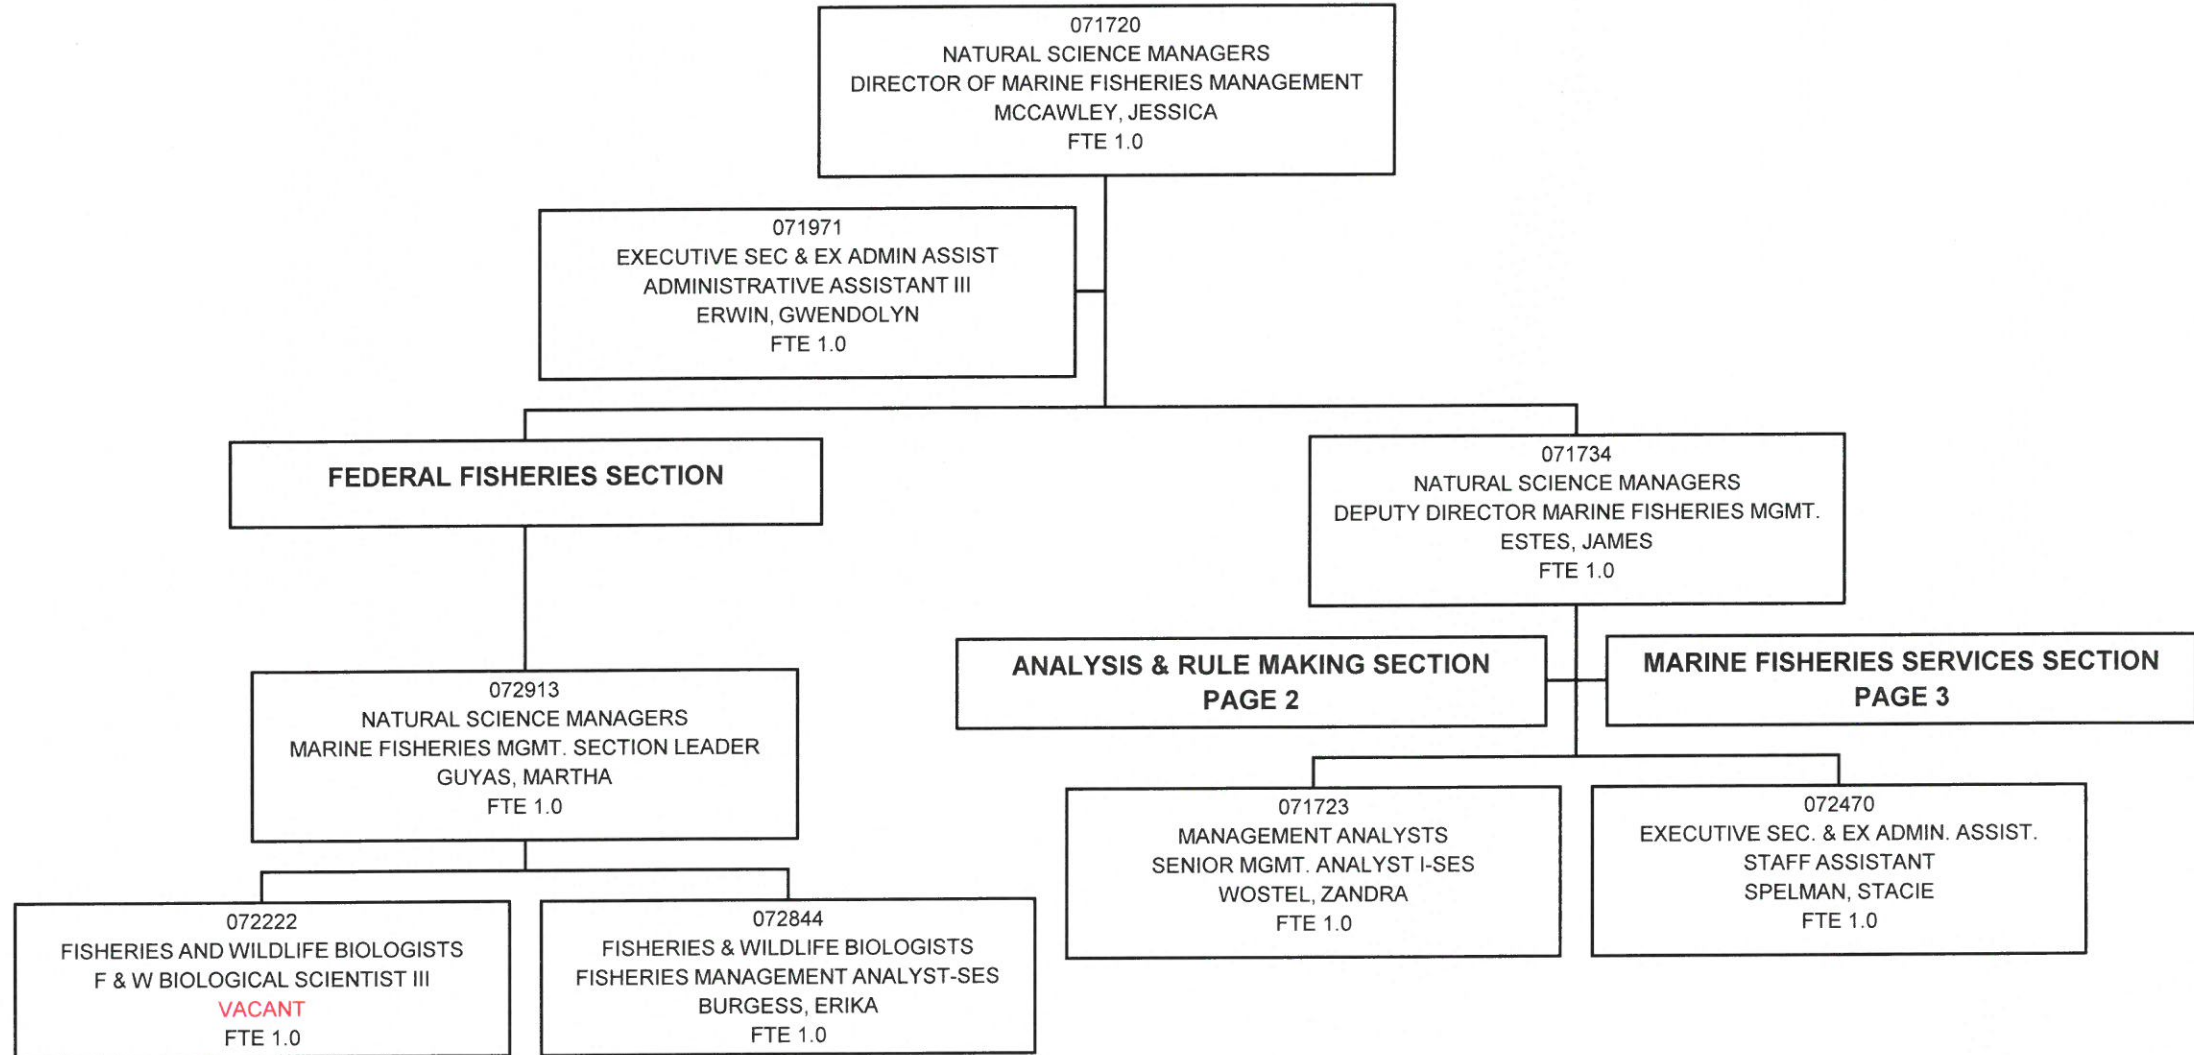 071720
NATURAL SCIENCE MANAGERS
DIRECTOR OF MARINE FISHERIES MANAGEMENT
MCCAWLEY, JESSICA
FTE 1.0
071971
EXECUTIVE SEC & EX ADMIN ASSIST
ADMINISTRATIVE ASSISTANT III
ERWIN, GWENDOLYN
FTE 1.0
FEDERAL FISHERIES SECTION
071734
NATURAL SCIENCE MANAGERS
DEPUTY DIRECTOR MARINE FISHERIES MGMT.
ESTES, JAMES
FTE 1.0
ANALYSIS & RULE MAKING SECTION
PAGE 2
MARINE FISHERIES SERVICES SECTION
PAGE 3
072913
NATURAL SCIENCE MANAGERS
MARINE FISHERIES MGMT. SECTION LEADER
GUYAS, MARTHA
FTE 1.0
071723
MANAGEMENT ANALYSTS
SENIOR MGMT. ANALYST I-SES
WOSTEL, ZANDRA
FTE 1.0
072470
EXECUTIVE SEC. & EX ADMIN. ASSIST.
STAFF ASSISTANT
SPELMAN, STACIE
FTE 1.0
072222
FISHERIES AND WILDLIFE BIOLOGISTS
F & W BIOLOGICAL SCIENTIST III
VACANT
FTE 1.0
072844
FISHERIES & WILDLIFE BIOLOGISTS
FISHERIES MANAGEMENT ANALYST-SES
BURGESS, ERIKA
FTE 1.0